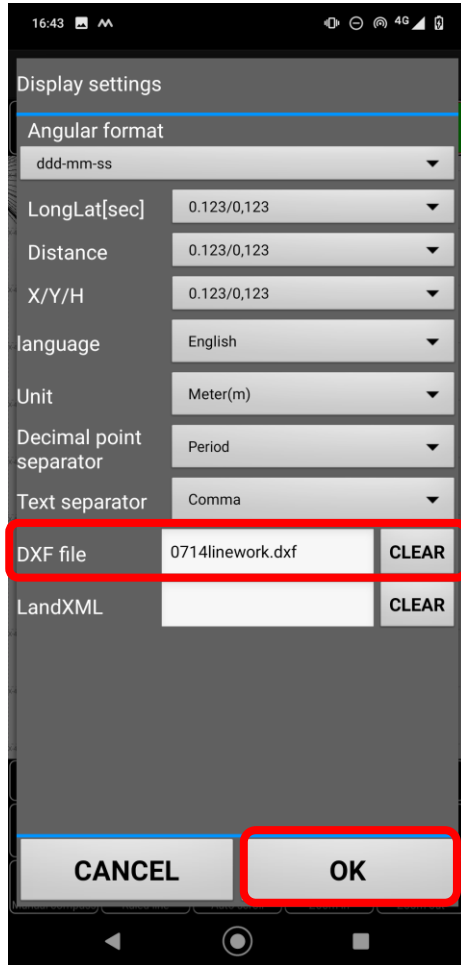 16:43 4G
Display settings
Angular format
ddd-mm-ss
LongLat[sec] 0.123/0,123
Distance 0.123/0,123
X/Y/H 0.123/0,123
language English
Unit Meter(m)
Decimal point
separator Period
Text separator Comma
DXF file 0714linework.dxf CLEAR
LandXML CLEAR
CANCEL OK